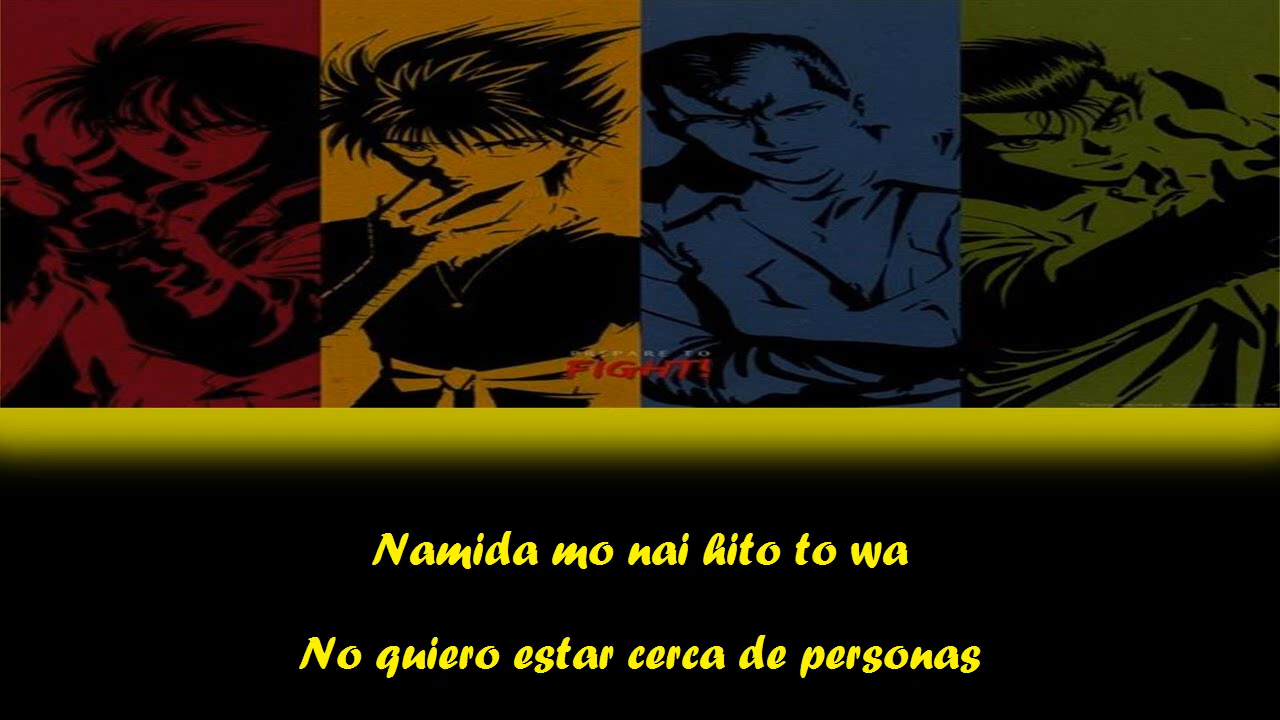 PREPARE TO
FIGHT!
Namida mo nai hito to wa
No quiero estar cerca de personas